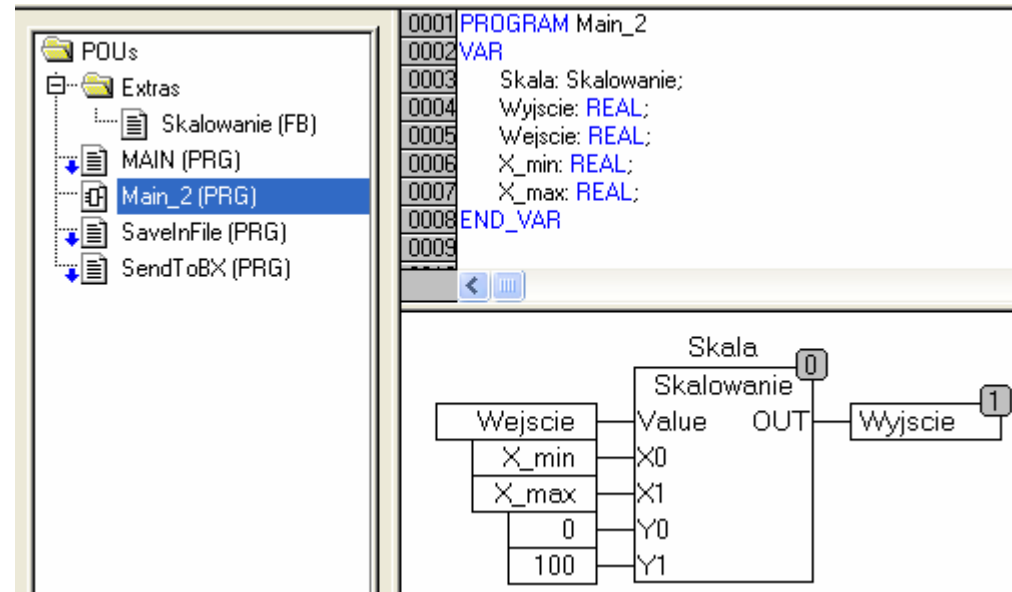 POUs
Extras
Skalowanie (FB)
MAIN (PRG)
Main_2 (PRG)
SaveInFile (PRG)
SendToBX (PRG)
0001 PROGRAM Main_2
0002 VAR
0003 Skala: Skalowanie;
0004 Wyjscie: REAL;
0005 Wejscie: REAL;
0006 X_min: REAL;
0007 X_max: REAL;
0008 END_VAR
0009
Skala
0
Skalowanie
1
Wejscie Value OUT Wyjscie
X_min X0
X_max X1
0 Y0
100 Y1